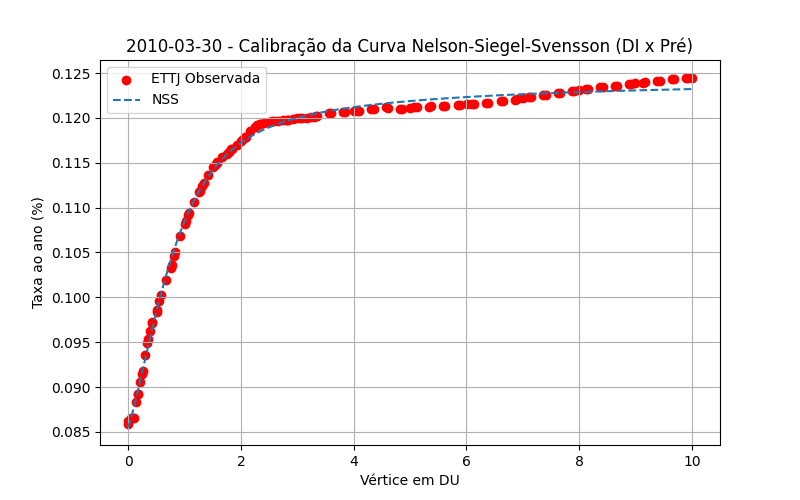 2010-03-30 - Calibração da Curva Nelson-Siegel-Svensson (DI x Pré)
ETTJ Observada
NSS
Taxa ao ano (%)
0.125
0.120
0.115
0.110
0.105
0.100
0.095
0.090
0.085
0 2 4 6 8 10
Vértice em DU